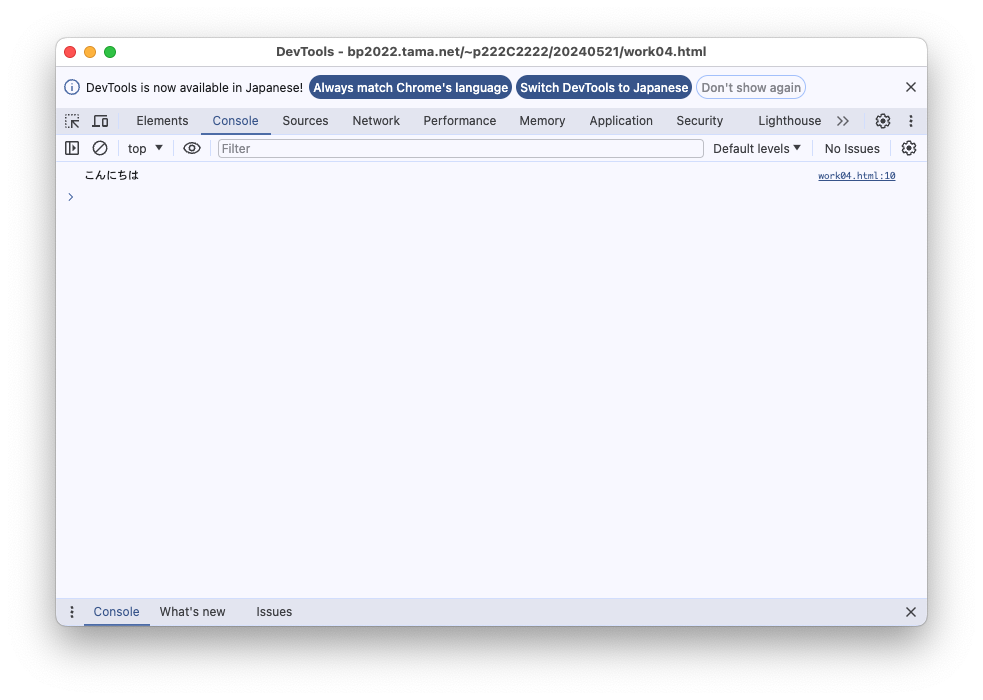 DevTools - bp2022.tama.net/~p222C2222/20240521/work04.html
DevTools is now available in Japanese! Always match Chrome's language Switch DevTools to Japanese Don't show again
Elements Console Sources Network Performance Memory Application Security Lighthouse
top Filter Default levels No Issues
こんにちは work04.html:10
Console What's new Issues